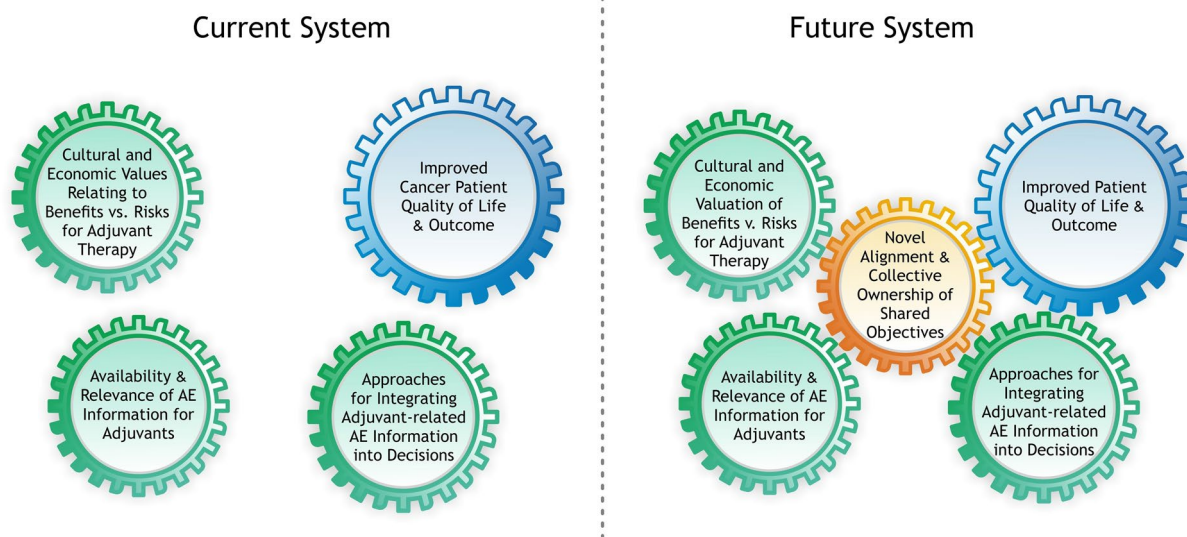 Current System
Cultural and
Economic Values
Relating to
Benefits vs. Risks
for Adjuvant
Therapy
Improved
Cancer Patient
Quality of Life
& Outcome
Availability &
Relevance of AE
Information for
Adjuvants
Approaches
for Integrating
Adjuvant-related
AE Information
into Decisions
Future System
Cultural and
Economic
Valuation of
Benefits v. Risks
for Adjuvant
Therapy
Novel
Alignment &
Collective
Ownership of
Shared
Objectives
Improved Patient
Quality of Life &
Outcome
Availability &
Relevance of AE
Information for
Adjuvants
Approaches for
Integrating
Adjuvant-related
AE Information
into Decisions